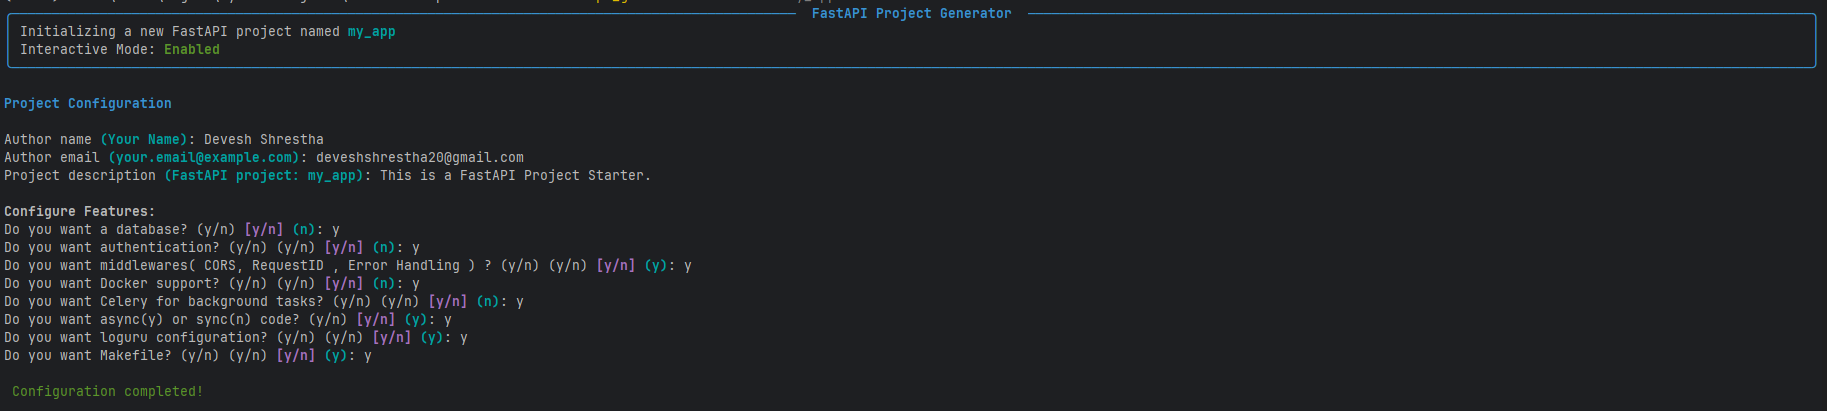 FastAPI Project Generator
Initializing a new FastAPI project named my_app
Interactive Mode: Enabled
Project Configuration
Author name (Your Name): Devesh Shrestha
Author email (your.email@example.com): deveshshrestha20@gmail.com
Project description (FastAPI project: my_app): This is a FastAPI Project Starter.
Configure Features:
Do you want a database? (y/n) [y/n] (n): y
Do you want authentication? (y/n) (y/n) [y/n] (n): y
Do you want middlewares( CORS, RequestID , Error Handling ) ? (y/n) (y/n) [y/n] (y): y
Do you want Docker support? (y/n) (y/n) [y/n] (n): y
Do you want Celery for background tasks? (y/n) (y/n) [y/n] (n): y
Do you want async(y) or sync(n) code? (y/n) [y/n] (y): y
Do you want loguru configuration? (y/n) (y/n) [y/n] (y): y
Do you want Makefile? (y/n) (y/n) [y/n] (y): y
Configuration completed!